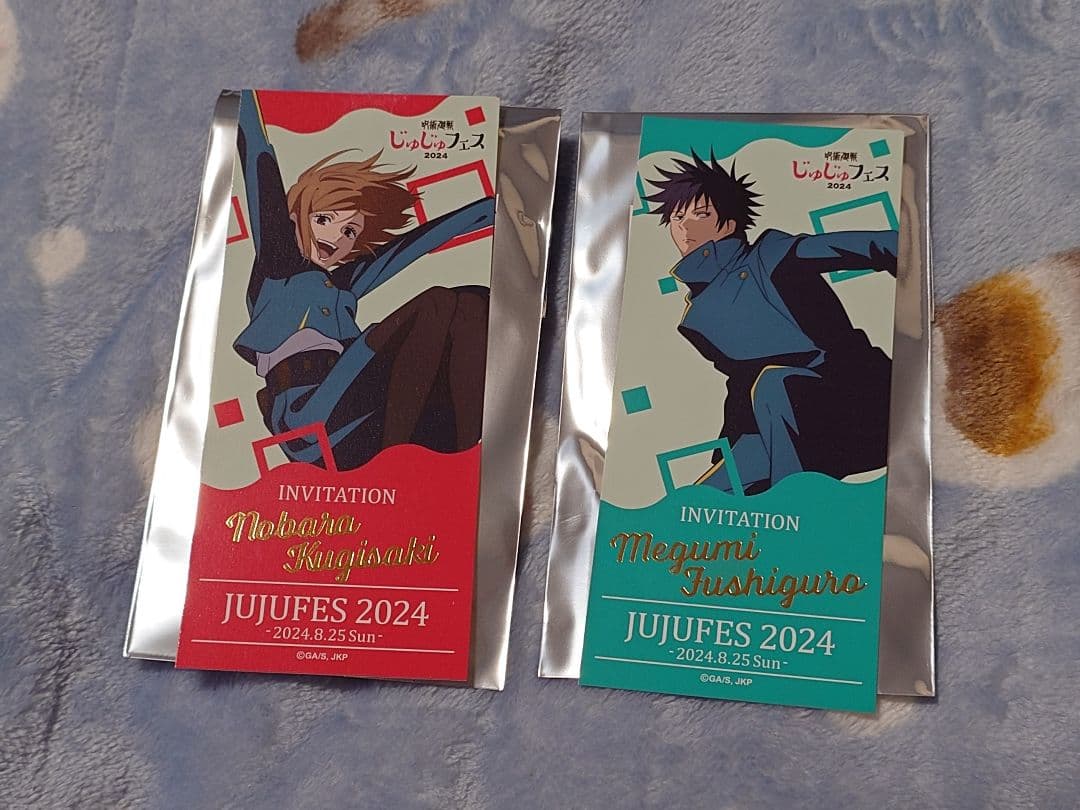 呪術廻戦
じゅじゅフェス
2024
INVITATION
Nobara
Kugisaki
JUJUFES 2024
-2024.8.25 Sun-
©GA/S, JKP
呪術廻戦
じゅじゅフェス
2024
INVITATION
Megumi
Fushiguro
JUJUFES 2024
-2024.8.25 Sun-
©GA/S, JKP